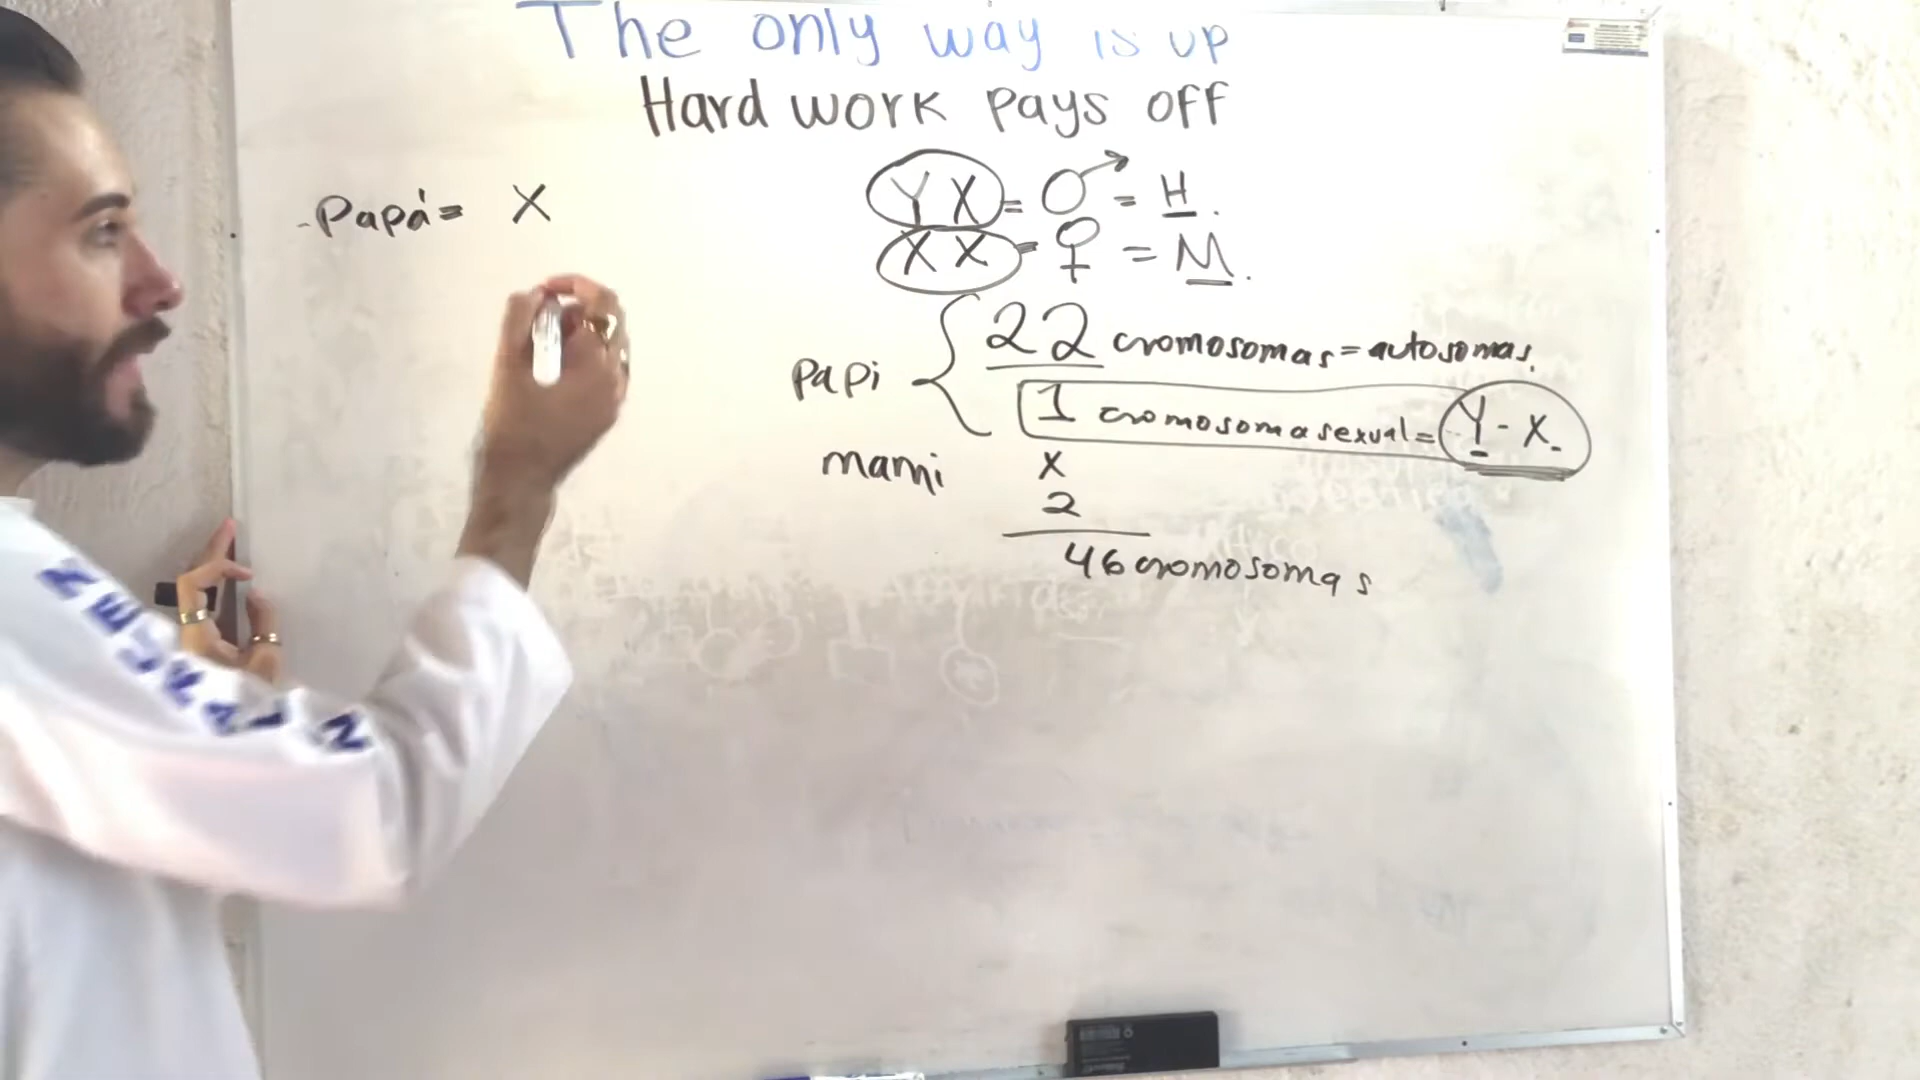 The only way is up
Hard work pays off
- Papá = X
YX = ♂ = H.
XX = ♀ = M.
papi { 22 cromosomas = autosomas.
1 cromosoma sexual = Y - X.
mami x
2
46 cromosomas